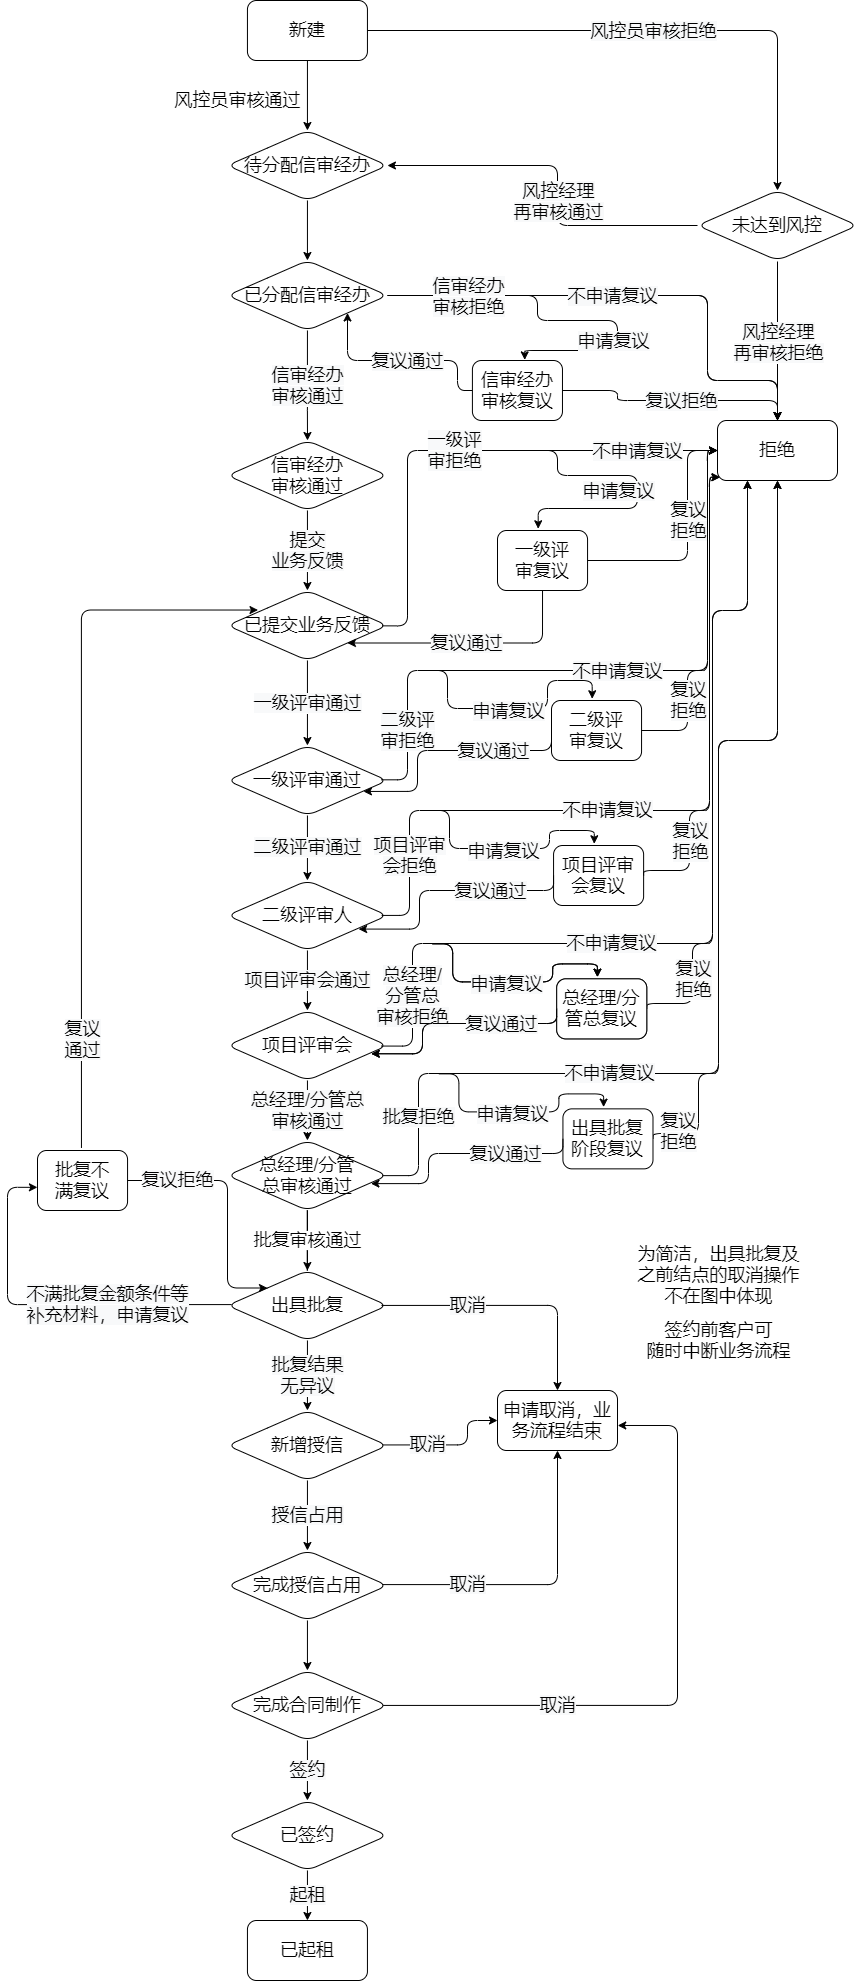 新建
风控员审核拒绝
风控员审核通过
待分配信审经办
风控经理
再审核通过
未达到风控
已分配信审经办
信审经办
审核拒绝
不申请复议
申请复议
风控经理
再审核拒绝
复议通过
信审经办
审核通过
信审经办
审核复议
复议拒绝
一级评
审拒绝
不申请复议
拒绝
信审经办
审核通过
申请复议
复议
拒绝
提交
业务反馈
一级评
审复议
已提交业务反馈
复议通过
不申请复议
一级评审通过
申请复议
复议
拒绝
二级评
审拒绝
二级评
审复议
复议通过
一级评审通过
不申请复议
二级评审通过
项目评审
会拒绝
申请复议
复议
拒绝
项目评审
会复议
复议通过
二级评审人
不申请复议
项目评审会通过
总经理/
分管总
审核拒绝
申请复议
复议
拒绝
总经理/分
管总复议
复议通过
复议
通过
项目评审会
不申请复议
总经理/分管总
审核通过
批复拒绝
申请复议
出具批复
阶段复议
复议
拒绝
复议通过
批复不
满复议
复议拒绝
总经理/分管
总审核通过
批复审核通过
为简洁，出具批复及
之前结点的取消操作
不在图中体现
不满批复金额条件等
补充材料，申请复议
出具批复
取消
签约前客户可
随时中断业务流程
批复结果
无异议
申请取消，业
务流程结束
新增授信
取消
授信占用
完成授信占用
取消
完成合同制作
取消
签约
已签约
起租
已起租